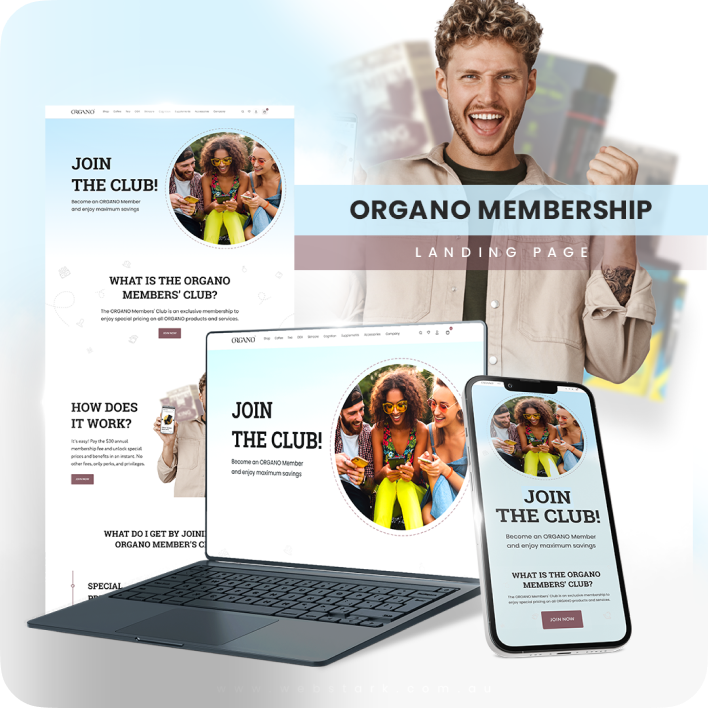 ORGANO MEMBERSHIP
LANDING PAGE
ORGANO
JOIN
THE CLUB!
Become an ORGANO Member
and enjoy maximum savings
WHAT IS THE ORGANO
MEMBERS' CLUB?
The ORGANO Members' Club is an exclusive membership to
enjoy special pricing on all ORGANO products and services.
JOIN NOW
HOW DOES
IT WORK?
It's easy! Pay the $30 annual
membership fee and unlock special
prices and benefits in an instant. No
other fees, only perks, and privileges.
JOIN NOW
WHAT DO I GET BY JOINI
ORGANO MEMBER'S C
SPECIAL
ORGANO
JOIN
THE CLUB!
Become an ORGANO Member
and enjoy maximum savings
JOIN
THE CLUB!
Become an ORGANO Member
and enjoy maximum savings
WHAT IS THE ORGANO
MEMBERS' CLUB?
The ORGANO Members' Club is an exclusive membership to
enjoy special pricing on all ORGANO products and services.
JOIN NOW